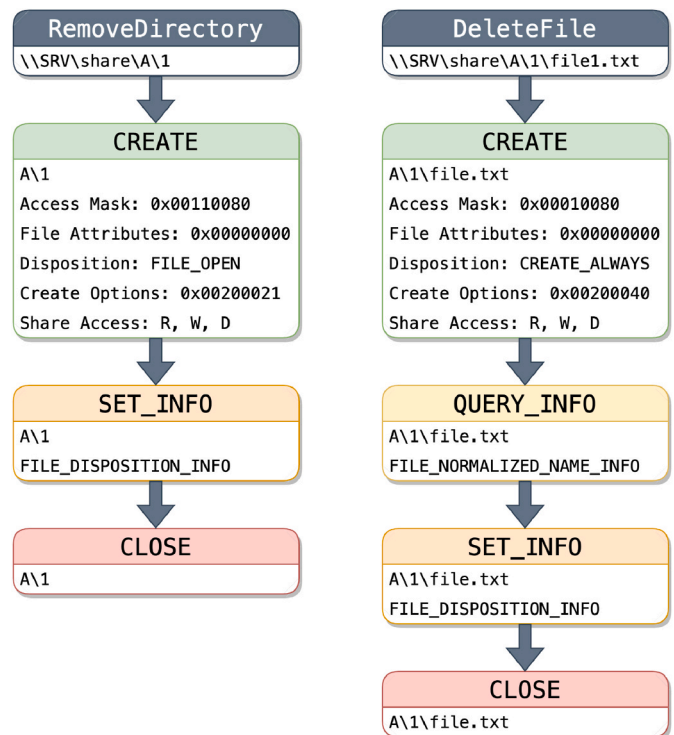 RemoveDirectory
\\SRV\share\A\1
CREATE
A\1
Access Mask: 0x00110080
File Attributes: 0x00000000
Disposition: FILE_OPEN
Create Options: 0x00200021
Share Access: R, W, D
SET_INFO
A\1
FILE_DISPOSITION_INFO
CLOSE
A\1
DeleteFile
\\SRV\share\A\1\file1.txt
CREATE
A\1\file.txt
Access Mask: 0x00010080
File Attributes: 0x00000000
Disposition: CREATE_ALWAYS
Create Options: 0x00200040
Share Access: R, W, D
QUERY_INFO
A\1\file.txt
FILE_NORMALIZED_NAME_INFO
SET_INFO
A\1\file.txt
FILE_DISPOSITION_INFO
CLOSE
A\1\file.txt